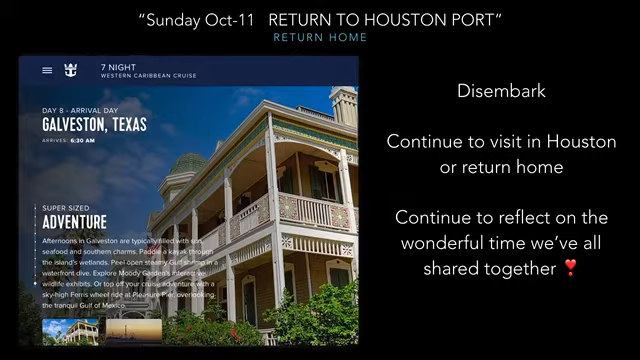 “Sunday Oct-11 RETURN TO HOUSTON PORT”
RETURN HOME
7 NIGHT
WESTERN CARIBBEAN CRUISE
DAY 8 - ARRIVAL DAY
GALVESTON, TEXAS
ARRIVES: 6:30 AM
SUPER SIZED
ADVENTURE
Afternoons in Galveston are typically filled with sun,
seafood and southern charms. Paddle a kayak through
the island's wetlands. Peel open steamy Gulf shrimp in a
waterfront dive. Explore Moody Garden's interactive
wildlife exhibits. Or top off your cruise adventure with a
sky-high Ferris wheel ride at Pleasure Pier, overlooking
the tranquil Gulf of Mexico.
Disembark
Continue to visit in Houston
or return home
Continue to reflect on the
wonderful time we’ve all
shared together ❣️